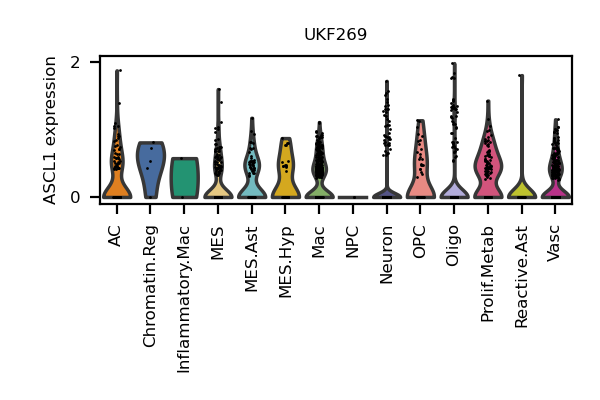 UKF269
ASCL1 expression
2
0
AC
Chromatin.Reg
Inflammatory.Mac
MES
MES.Ast
MES.Hyp
Mac
NPC
Neuron
OPC
Oligo
Prolif.Metab
Reactive.Ast
Vasc